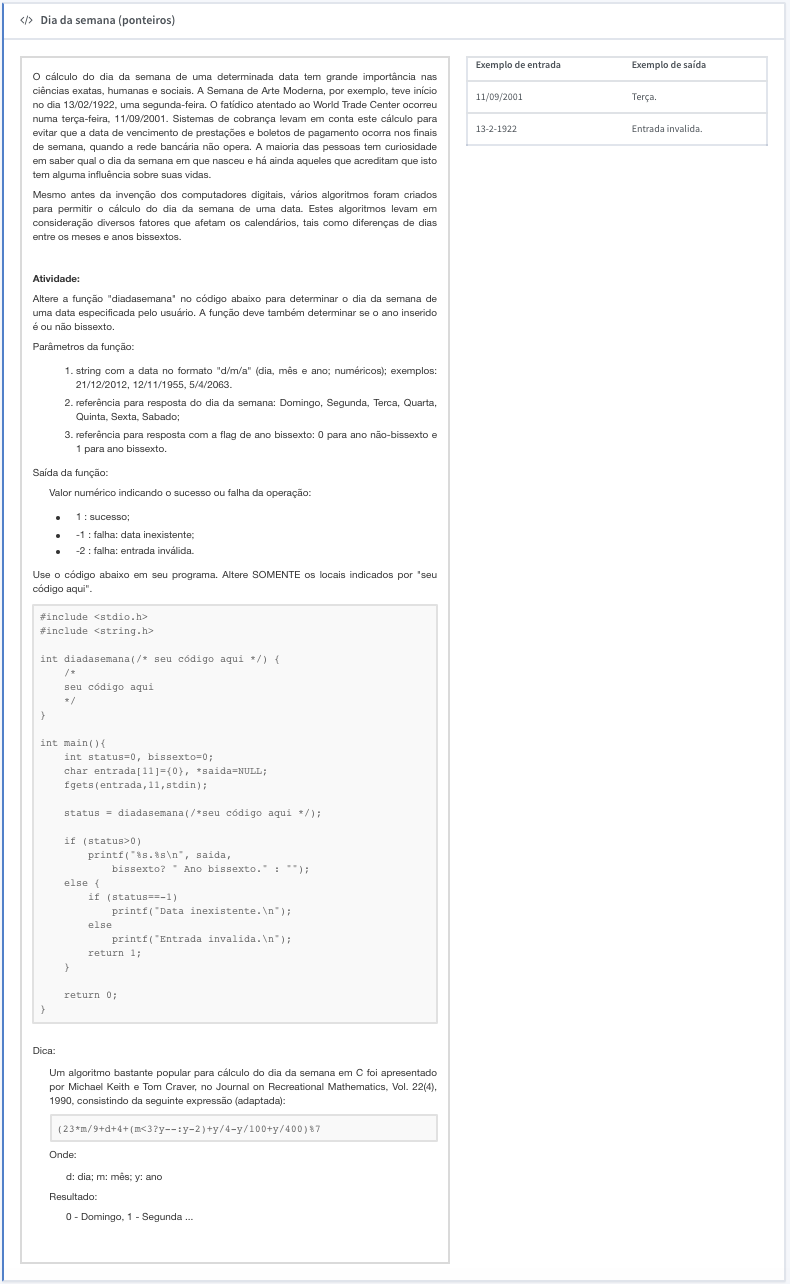 </> Dia da semana (ponteiros)
O cálculo do dia da semana de uma determinada data tem grande importância nas
ciências exatas, humanas e sociais. A Semana de Arte Moderna, por exemplo, teve início
no dia 13/02/1922, uma segunda-feira. O fatídico atentado ao World Trade Center ocorreu
numa terça-feira, 11/09/2001. Sistemas de cobrança levam em conta este cálculo para
evitar que a data de vencimento de prestações e boletos de pagamento ocorra nos finais
de semana, quando a rede bancária não opera. A maioria das pessoas tem curiosidade
em saber qual o dia da semana em que nasceu e há ainda aqueles que acreditam que isto
tem alguma influência sobre suas vidas.
Mesmo antes da invenção dos computadores digitais, vários algoritmos foram criados
para permitir o cálculo do dia da semana de uma data. Estes algoritmos levam em
consideração diversos fatores que afetam os calendários, tais como diferenças de dias
entre os meses e anos bissextos.
Atividade:
Altere a função "diadasemana" no código abaixo para determinar o dia da semana de
uma data especificada pelo usuário. A função deve também determinar se o ano inserido
é ou não bissexto.
Parâmetros da função:
1. string com a data no formato "d/m/a" (dia, mês e ano; numéricos); exemplos:
21/12/2012, 12/11/1955, 5/4/2063.
2. referência para resposta do dia da semana: Domingo, Segunda, Terca, Quarta,
Quinta, Sexta, Sabado;
3. referência para resposta com a flag de ano bissexto: 0 para ano não-bissexto e
1 para ano bissexto.
Saída da função:
Valor numérico indicando o sucesso ou falha da operação:
• 1 : sucesso;
• -1 : falha: data inexistente;
• -2 : falha: entrada inválida.
Use o código abaixo em seu programa. Altere SOMENTE os locais indicados por "seu
código aqui".
#include <stdio.h>
#include <string.h>
int diadasemana(/* seu código aqui */) {
/*
seu código aqui
*/
}
int main(){
int status=0, bissexto=0;
char entrada[11]={0}, *saida=NULL;
fgets(entrada,11,stdin);
status = diadasemana(/*seu código aqui */);
if (status>0)
printf("%s.%s\n", saida,
bissexto? " Ano bissexto." : "");
else {
if (status==-1)
printf("Data inexistente.\n");
else
printf("Entrada invalida.\n");
return 1;
}
return 0;
}
Dica:
Um algoritmo bastante popular para cálculo do dia da semana em C foi apresentado
por Michael Keith e Tom Craver, no Journal on Recreational Mathematics, Vol. 22(4),
1990, consistindo da seguinte expressão (adaptada):
(23*m/9+d+4+(m<3?y--:y-2)+y/4-y/100+y/400)%7
Onde:
d: dia; m: mês; y: ano
Resultado:
0 - Domingo, 1 - Segunda ...
Exemplo de entrada Exemplo de saída
11/09/2001 Terça.
13-2-1922 Entrada invalida.